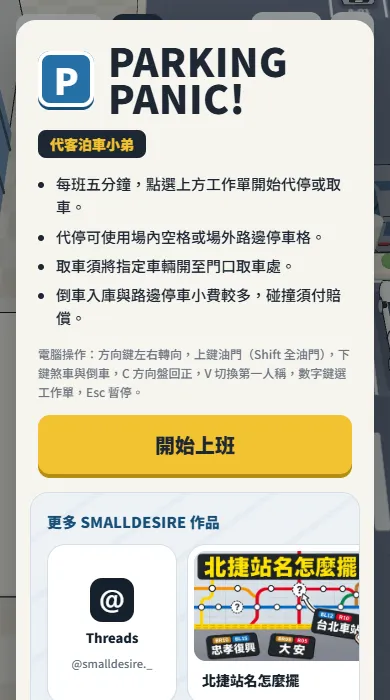 P
PARKING
PANIC!
代客泊車小弟
每班五分鐘，點選上方工作單開始代停或取
車。
代停可使用場內空格或場外路邊停車格。
取車須將指定車輛開至門口取車處。
倒車入庫與路邊停車小費較多，碰撞須付賠
償。
電腦操作：方向鍵左右轉向，上鍵油門（Shift 全油門），下
鍵煞車與倒車，C 方向盤回正，V 切換第一人稱，數字鍵選
工作單，Esc 暫停。
開始上班
更多 SMALLDESIRE 作品
@
Threads
@smalldesire._
北捷站名怎麼擺
?
?
BL12 R10
台北車站
BR10 BL15
忠孝復興
BR09 R05
大安
北捷站名怎麼擺